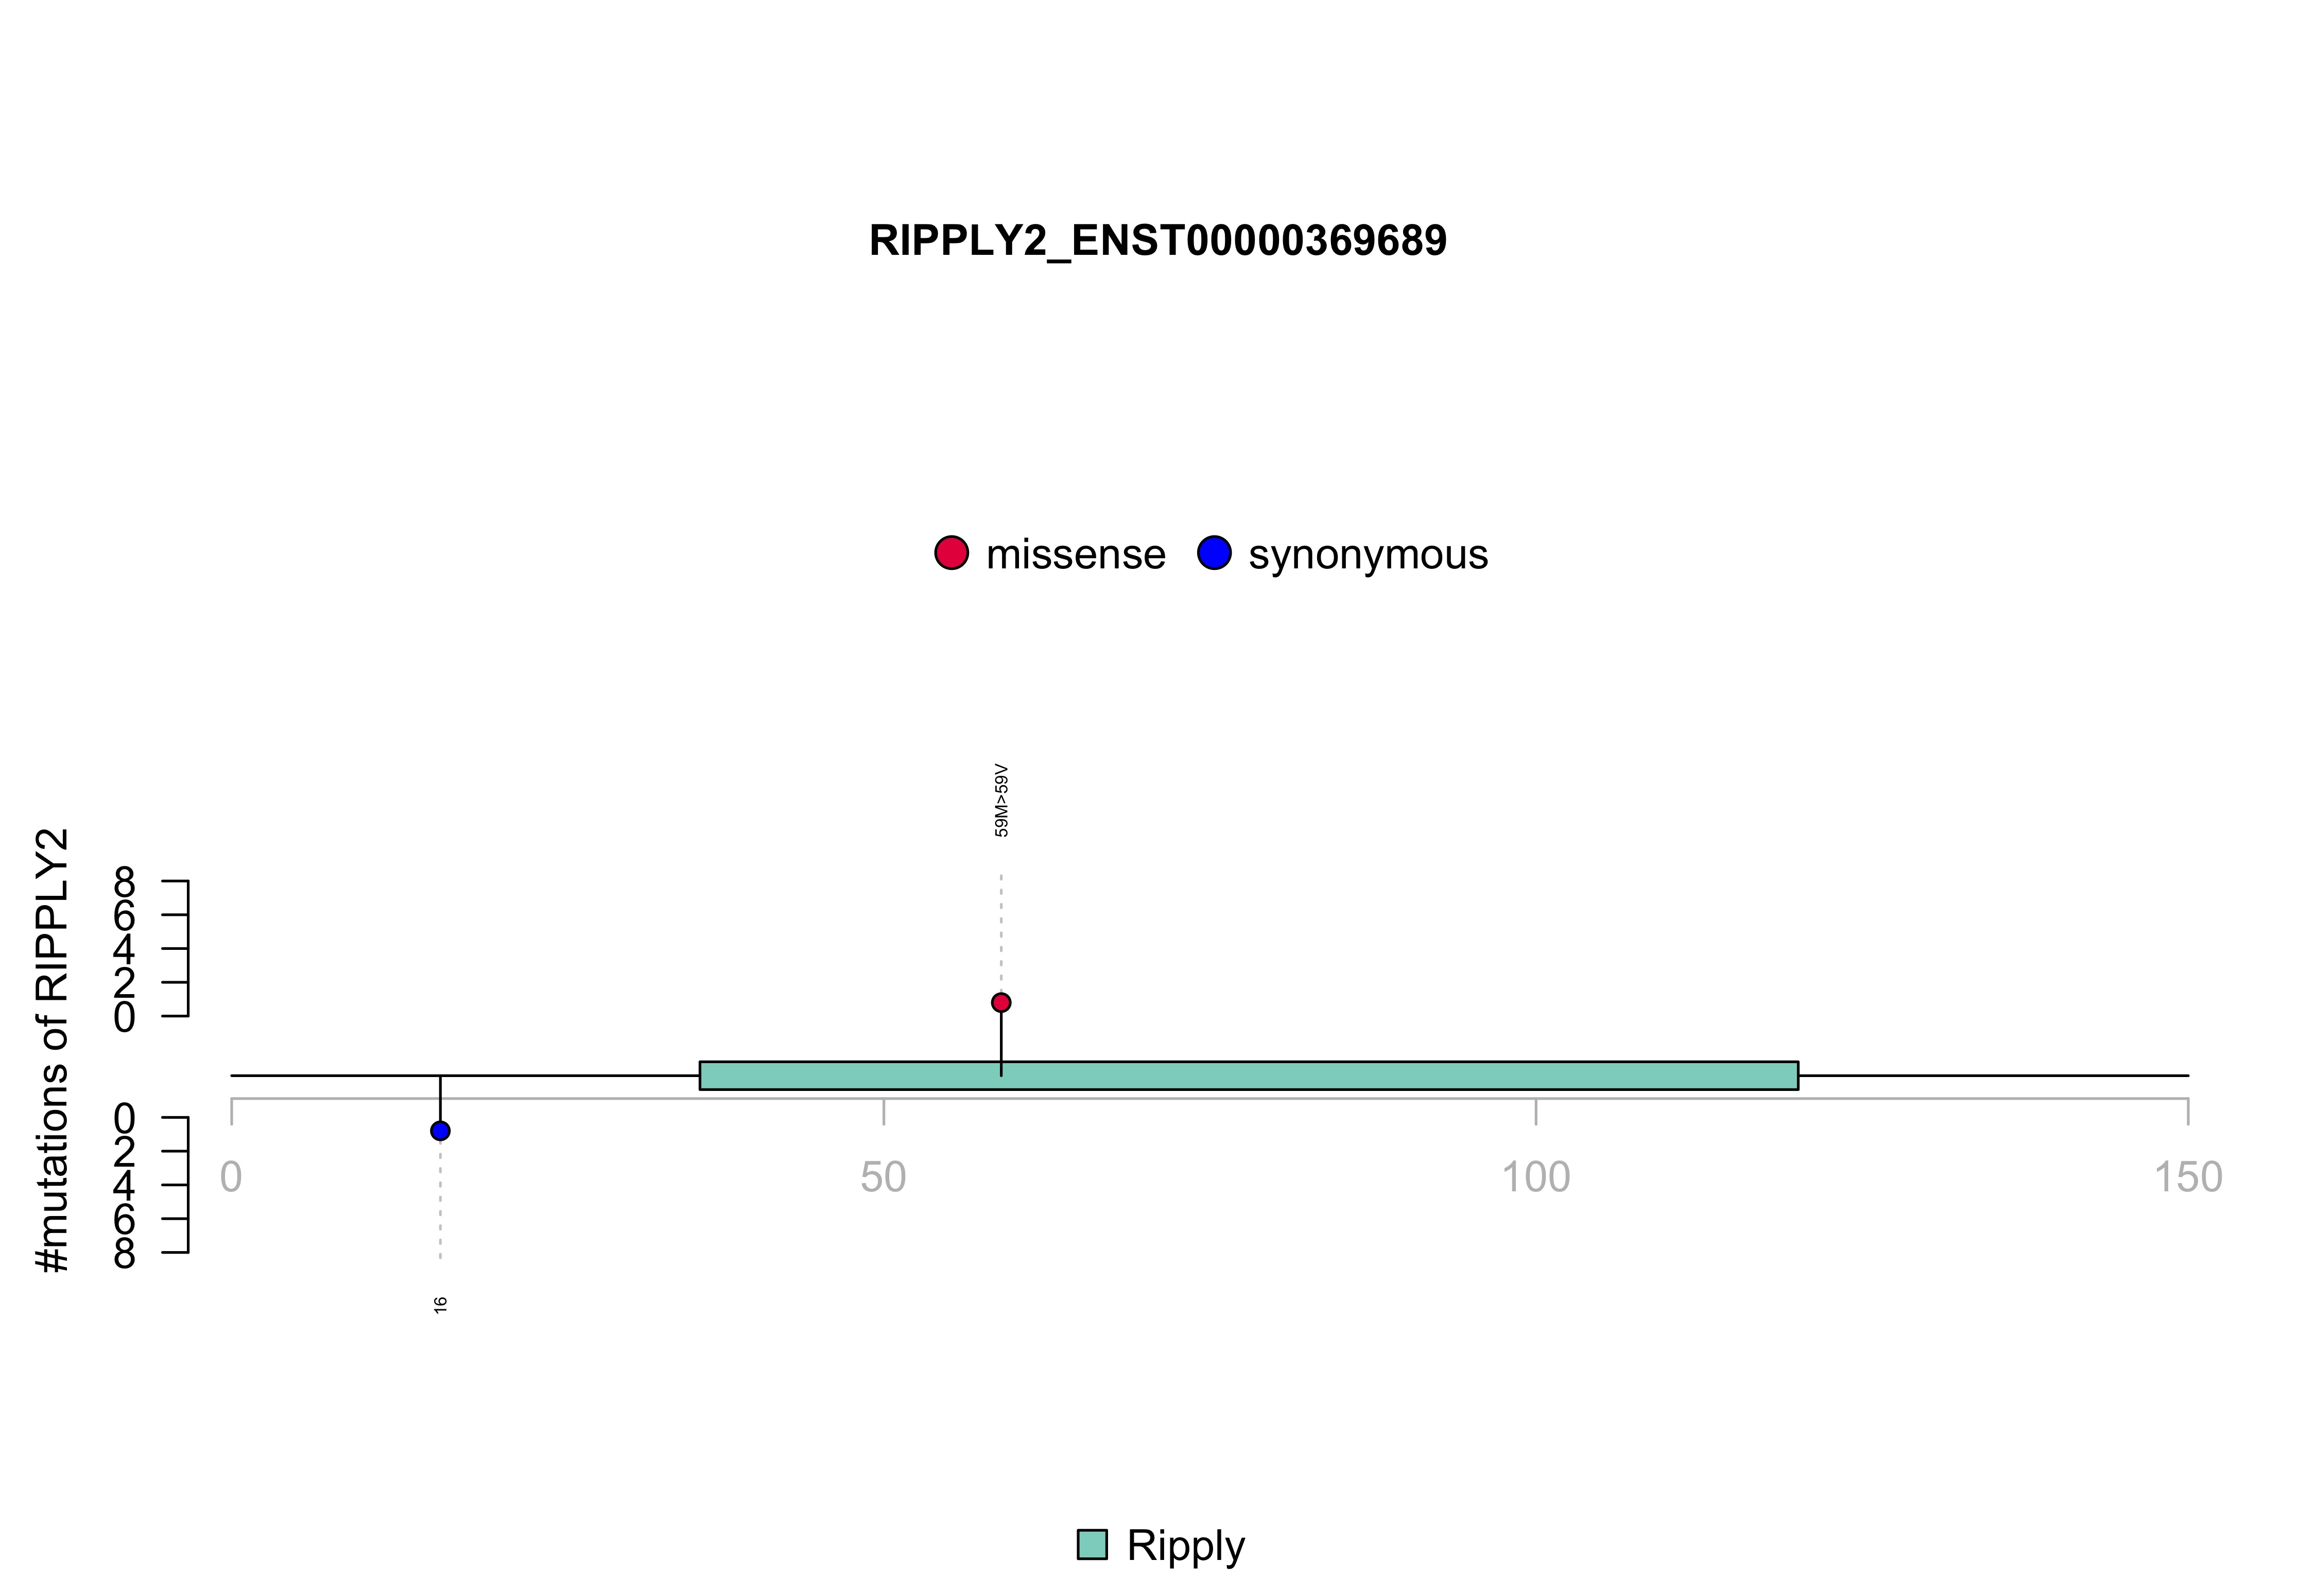 RIPPLY2_ENST00000369689
missense
synonymous
59M>59V
#mutations of RIPPLY2
8
6
4
2
0
0
2
4
6
8
0
50
100
150
16
Ripply